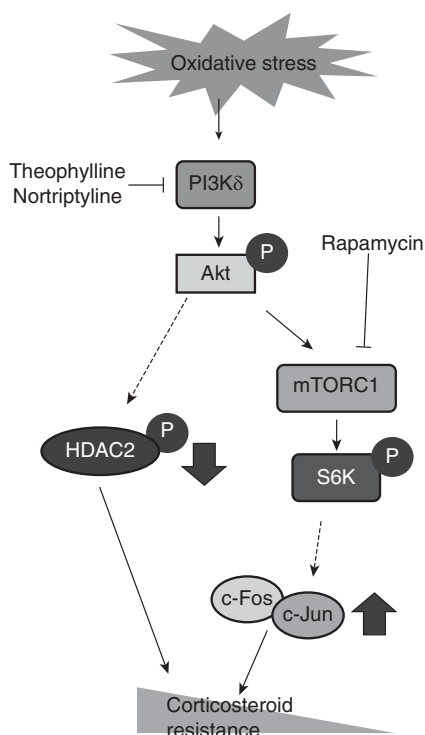 Oxidative stress
Theophylline
Nortriptyline
PI3Kδ
P
Akt
Rapamycin
mTORC1
P
HDAC2
P
S6K
c-Fos
c-Jun
Corticosteroid
resistance